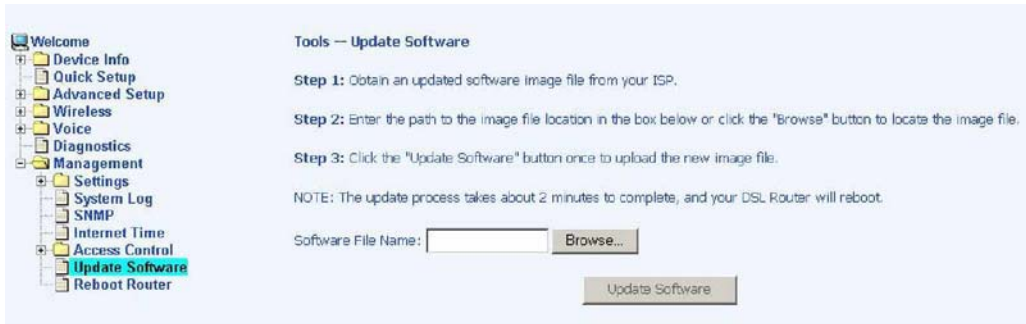 Welcome
Device Info
Quick Setup
Advanced Setup
Wireless
Voice
Diagnostics
Management
Settings
System Log
SNMP
Internet Time
Access Control
Update Software
Reboot Router
Tools -- Update Software
Step 1: Obtain an updated software image file from your ISP.
Step 2: Enter the path to the image file location in the box below or click the "Browse" button to locate the image file.
Step 3: Click the "Update Software" button once to upload the new image file.
NOTE: The update process takes about 2 minutes to complete, and your DSL Router will reboot.
Software File Name: Browse...
Update Software